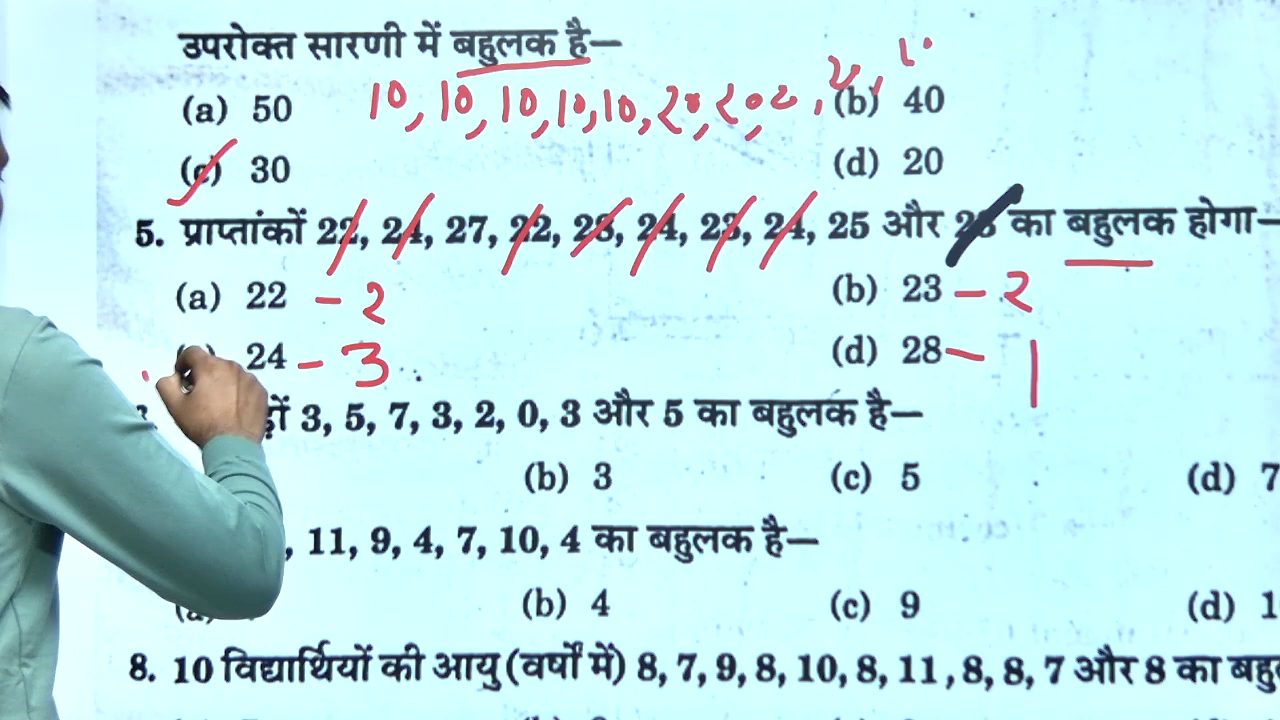 उपरोक्त सारणी में बहुलक है—
(a) 50 10, 10, 10, 10, 10, 20, (b) 40
(c) 30 (d) 20
5. प्राप्तांकों 22, 24, 27, 22, 23, 24, 23, 24, 25 और का बहुलक होगा—
(a) 22 – 2 (b) 23 – 2
24 – 3 (d) 28 – 1
3, 5, 7, 3, 2, 0, 3 और 5 का बहुलक है—
(b) 3 (c) 5 (d) 7
, 11, 9, 4, 7, 10, 4 का बहुलक है—
(b) 4 (c) 9 (d) 1
8. 10 विद्यार्थियों की आयु (वर्षों में) 8, 7, 9, 8, 10, 8, 11, 8, 8, 7 और 8 का